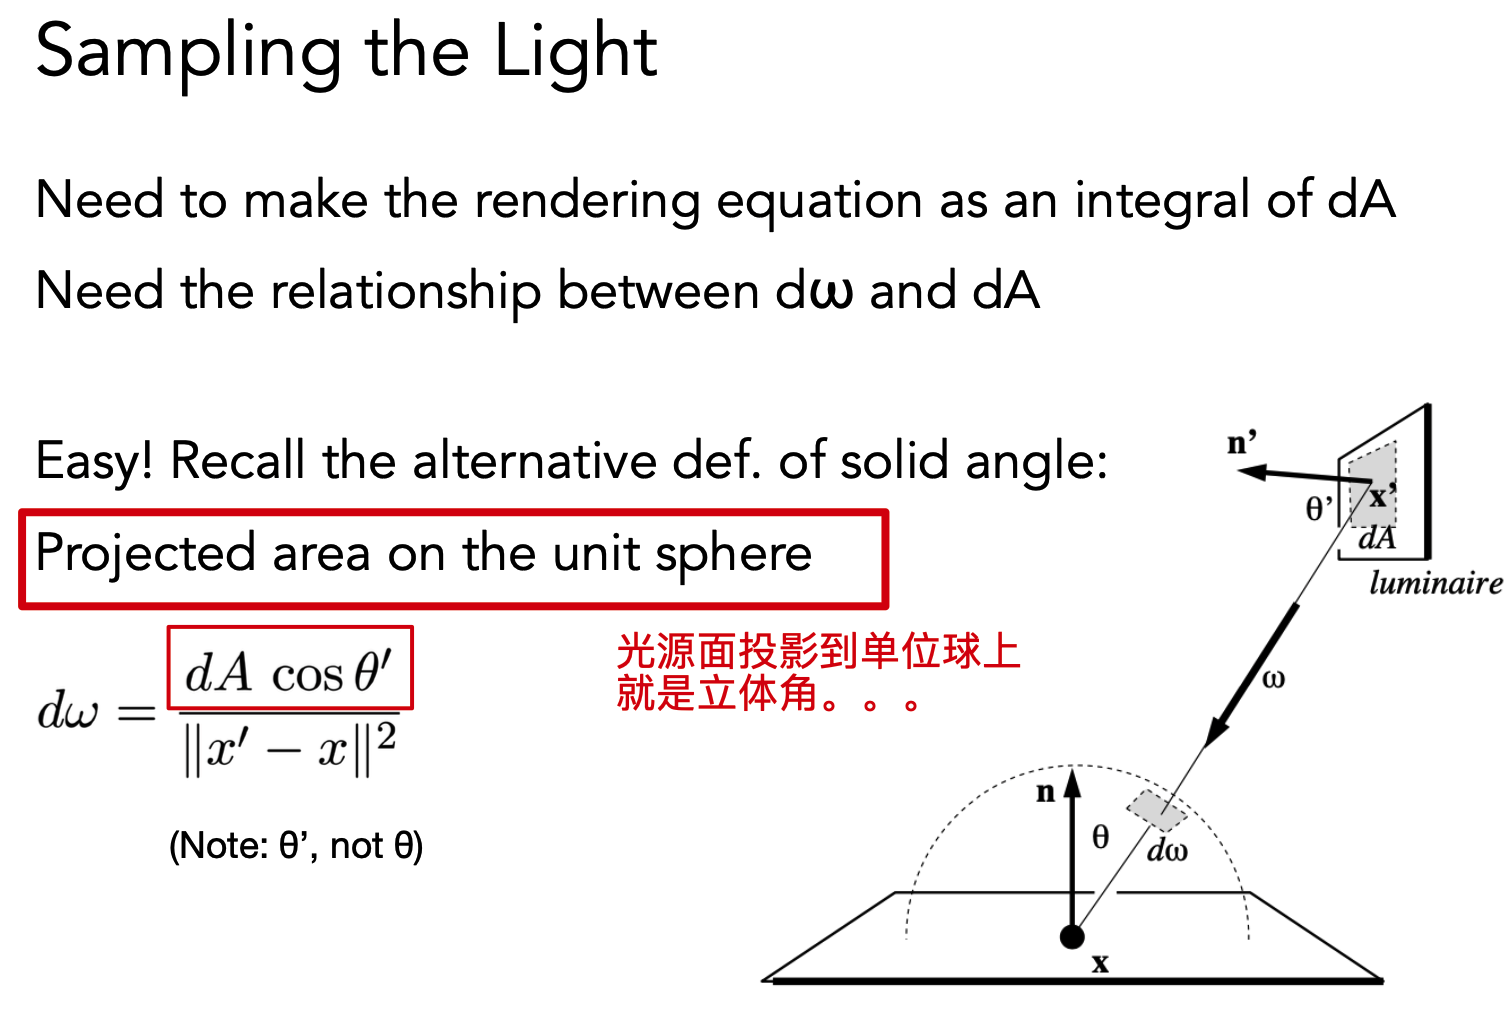 Sampling the Light
Need to make the rendering equation as an integral of dA
Need the relationship between dω and dA
Easy! Recall the alternative def. of solid angle:
Projected area on the unit sphere
dω = dA cos θ′ / ||x′ − x||²
(Note: θ’, not θ)
光源面投影到单位球上
就是立体角。。。
n’
θ’
x’
dA
luminaire
ω
n
θ
dω
x